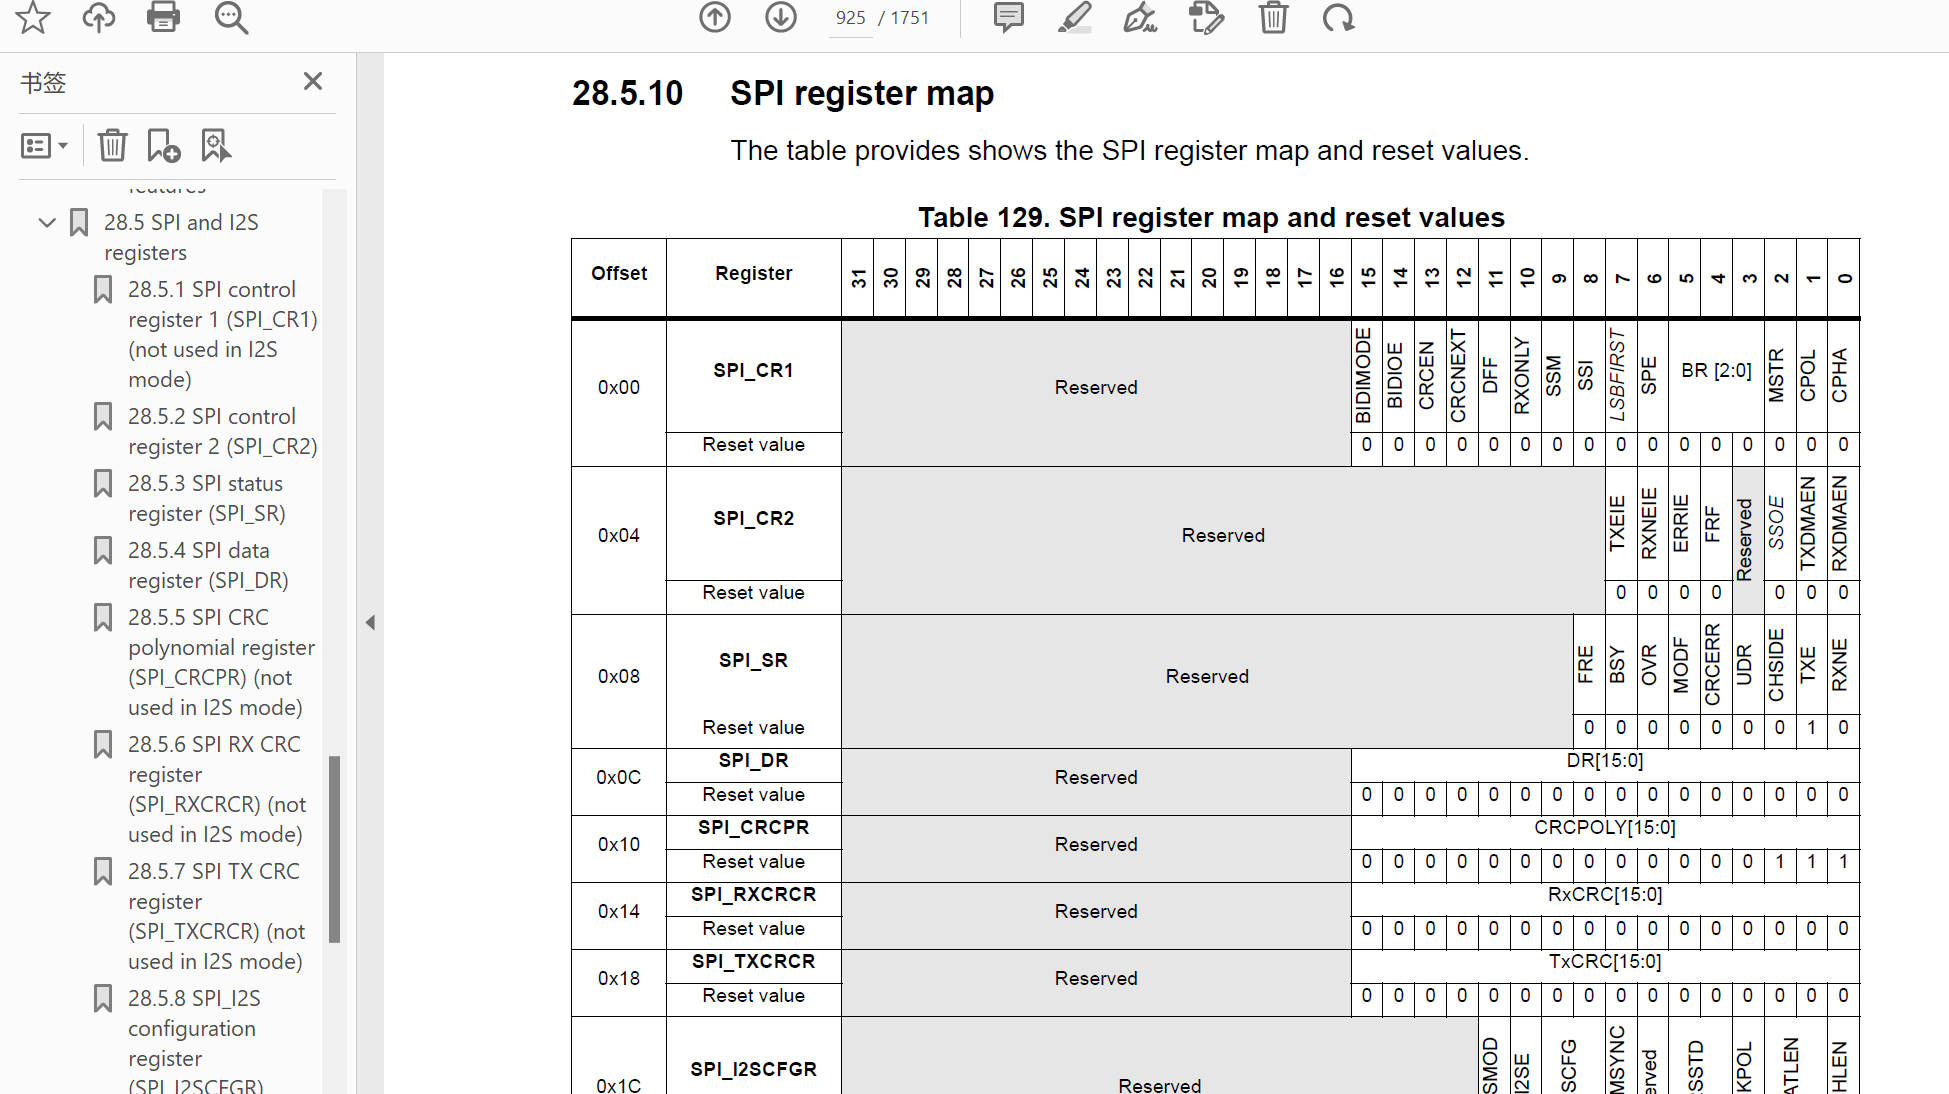 925 / 1751
书签
features
28.5 SPI and I2S
registers
28.5.1 SPI control
register 1 (SPI_CR1)
(not used in I2S
mode)
28.5.2 SPI control
register 2 (SPI_CR2)
28.5.3 SPI status
register (SPI_SR)
28.5.4 SPI data
register (SPI_DR)
28.5.5 SPI CRC
polynomial register
(SPI_CRCPR) (not
used in I2S mode)
28.5.6 SPI RX CRC
register
(SPI_RXCRCR) (not
used in I2S mode)
28.5.7 SPI TX CRC
register
(SPI_TXCRCR) (not
used in I2S mode)
28.5.8 SPI_I2S
configuration
register
(SPI_I2SCFGR)
28.5.10 SPI register map
The table provides shows the SPI register map and reset values.
Table 129. SPI register map and reset values
Offset Register 31 30 29 28 27 26 25 24 23 22 21 20 19 18 17 16 15 14 13 12 11 10 9 8 7 6 5 4 3 2 1 0
0x00 SPI_CR1 Reserved BIDIMODE BIDIOE CRCEN CRCNEXT DFF RXONLY SSM SSI LSBFIRST SPE BR [2:0] MSTR CPOL CPHA
Reset value 0 0 0 0 0 0 0 0 0 0 0 0 0 0 0 0
0x04 SPI_CR2 Reserved TXEIE RXNEIE ERRIE FRF Reserved SSOE TXDMAEN RXDMAEN
Reset value 0 0 0 0 0 0 0
0x08 SPI_SR Reserved FRE BSY OVR MODF CRCERR UDR CHSIDE TXE RXNE
Reset value 0 0 0 0 0 0 0 1 0
0x0C SPI_DR Reserved DR[15:0]
Reset value 0 0 0 0 0 0 0 0 0 0 0 0 0 0 0 0
0x10 SPI_CRCPR Reserved CRCPOLY[15:0]
Reset value 0 0 0 0 0 0 0 0 0 0 0 0 0 1 1 1
0x14 SPI_RXCRCR Reserved RxCRC[15:0]
Reset value 0 0 0 0 0 0 0 0 0 0 0 0 0 0 0 0
0x18 SPI_TXCRCR Reserved TxCRC[15:0]
Reset value 0 0 0 0 0 0 0 0 0 0 0 0 0 0 0 0
0x1C SPI_I2SCFGR Reserved SMOD I2SE SCFG MSYNC erved SSTD KPOL ATLEN HLEN